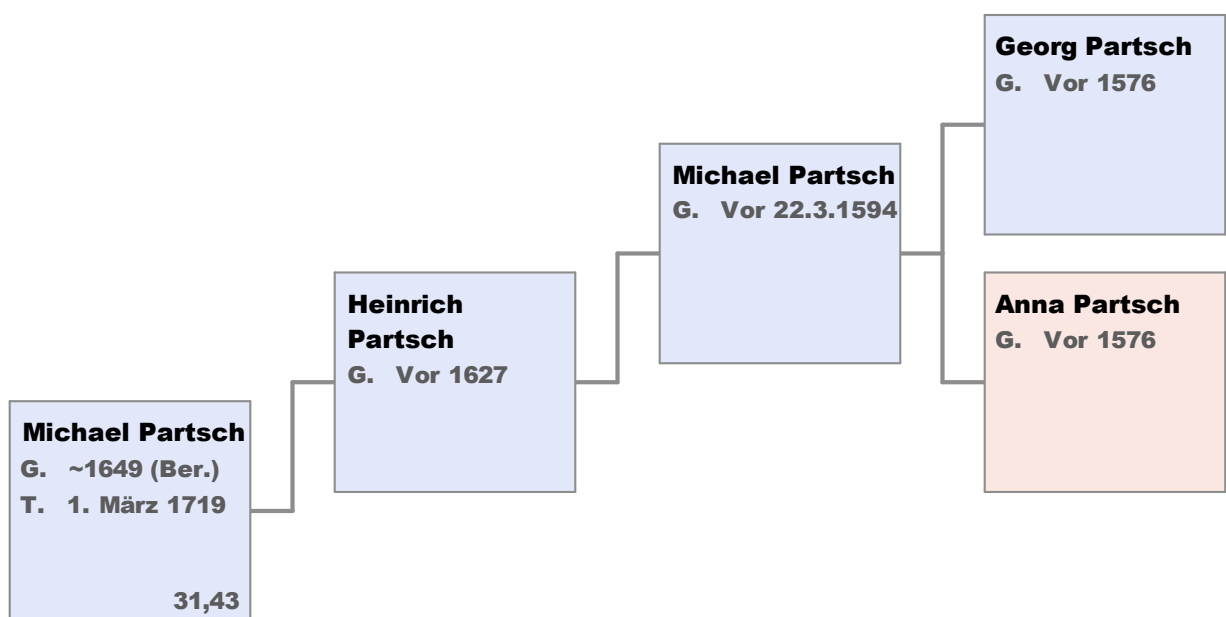 Georg Partsch
G. Vor 1576
Michael Partsch
G. Vor 22.3.1594
Heinrich
Partsch
G. Vor 1627
Anna Partsch
G. Vor 1576
Michael Partsch
G. ~1649 (Ber.)
T. 1. März 1719
31,43